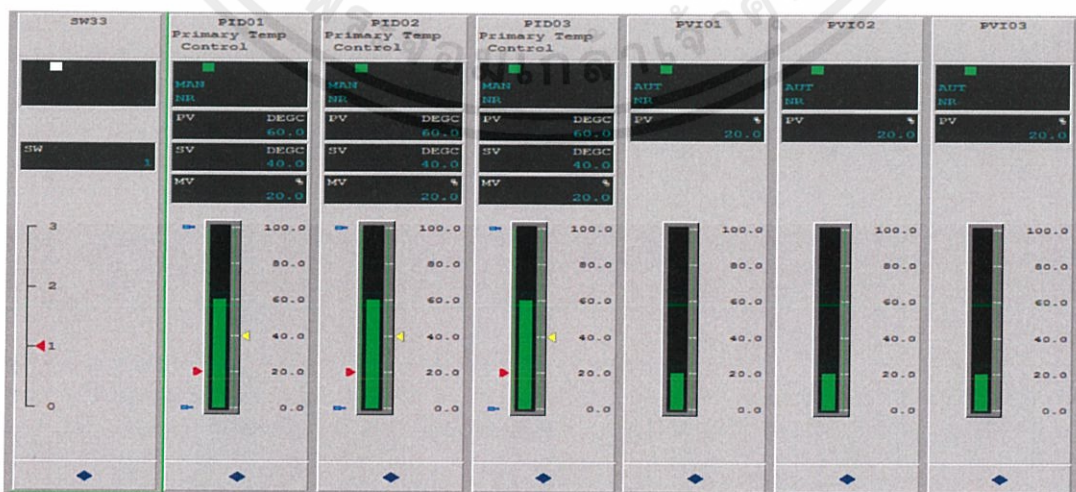 SW33
SW
1
3
2
1
0
PID01
Primary Temp
Control
MAN
NR
PV DEGC
60.0
SV DEGC
40.0
MV %
20.0
100.0
80.0
60.0
40.0
20.0
0.0
PID02
Primary Temp
Control
MAN
NR
PV DEGC
60.0
SV DEGC
40.0
MV %
20.0
100.0
80.0
60.0
40.0
20.0
0.0
PID03
Primary Temp
Control
MAN
NR
PV DEGC
60.0
SV DEGC
40.0
MV %
20.0
100.0
80.0
60.0
40.0
20.0
0.0
PVI01
AUT
NR
PV %
20.0
100.0
80.0
60.0
40.0
20.0
0.0
PVI02
AUT
NR
PV %
20.0
100.0
80.0
60.0
40.0
20.0
0.0
PVI03
AUT
NR
PV %
20.0
100.0
80.0
60.0
40.0
20.0
0.0